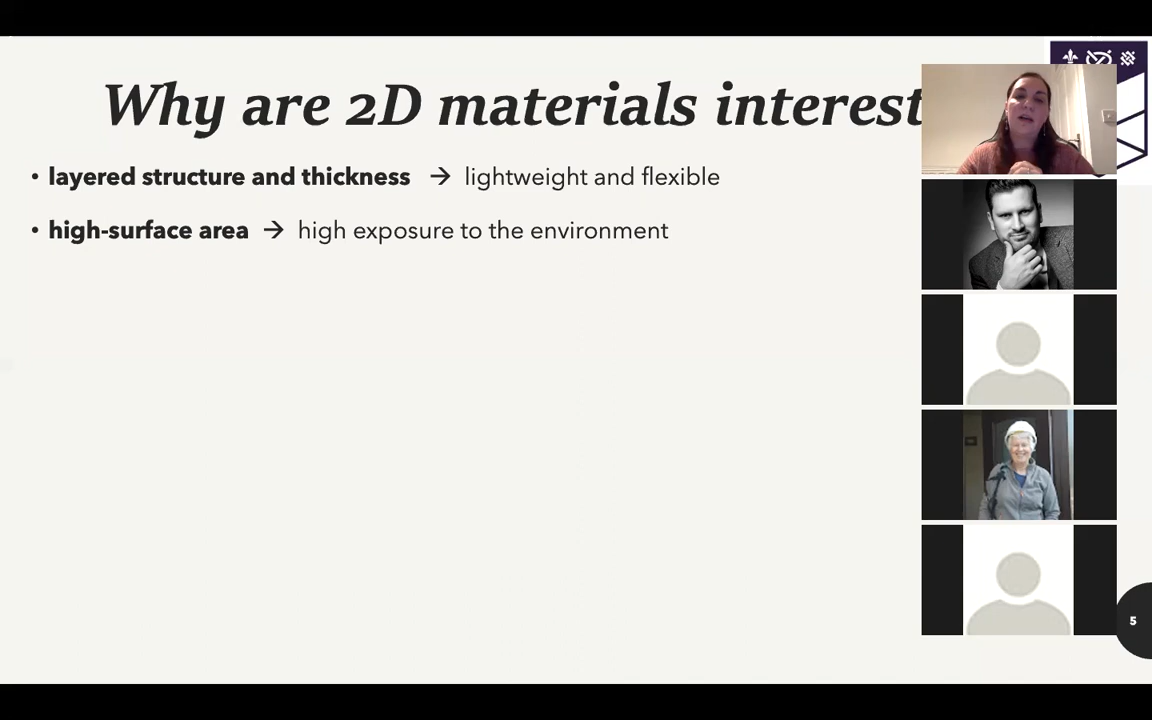 Why are 2D materials interest
• layered structure and thickness → lightweight and flexible
• high-surface area → high exposure to the environment
5